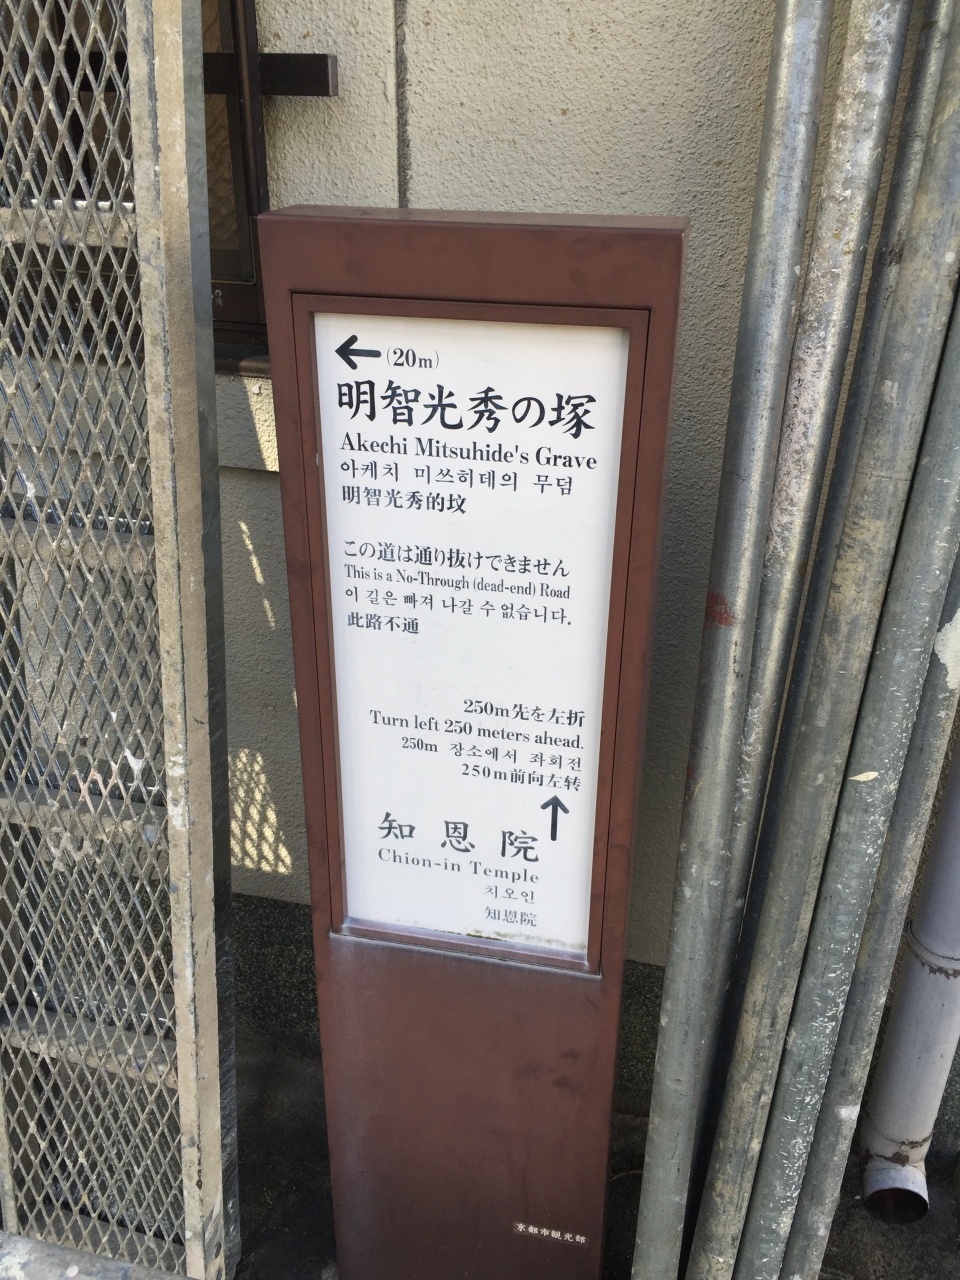 ←(20m)
明智光秀の塚
Akechi Mitsuhide's Grave
아케치 미쓰히데의 무덤
明智光秀的坟
この道は通り抜けできません
This is a No-Through (dead-end) Road
이 길은 빠져 나갈 수 없습니다.
此路不通
250m先を左折
Turn left 250 meters ahead.
250m 장소에서 좌회전
250m前向左转
↑
知恩院
Chion-in Temple
치오인
知恩院
京都市観光部